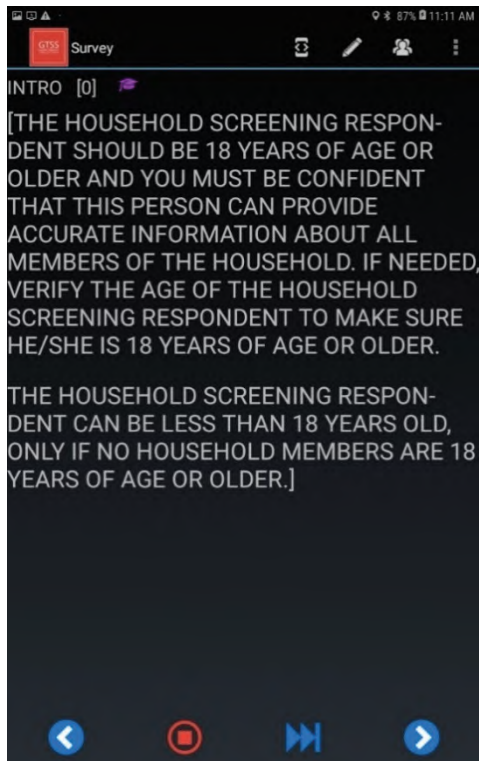 87% 11:11 AM
GTSS Survey
INTRO [0]
[THE HOUSEHOLD SCREENING RESPON-
DENT SHOULD BE 18 YEARS OF AGE OR
OLDER AND YOU MUST BE CONFIDENT
THAT THIS PERSON CAN PROVIDE
ACCURATE INFORMATION ABOUT ALL
MEMBERS OF THE HOUSEHOLD. IF NEEDED,
VERIFY THE AGE OF THE HOUSEHOLD
SCREENING RESPONDENT TO MAKE SURE
HE/SHE IS 18 YEARS OF AGE OR OLDER.
THE HOUSEHOLD SCREENING RESPON-
DENT CAN BE LESS THAN 18 YEARS OLD,
ONLY IF NO HOUSEHOLD MEMBERS ARE 18
YEARS OF AGE OR OLDER.]